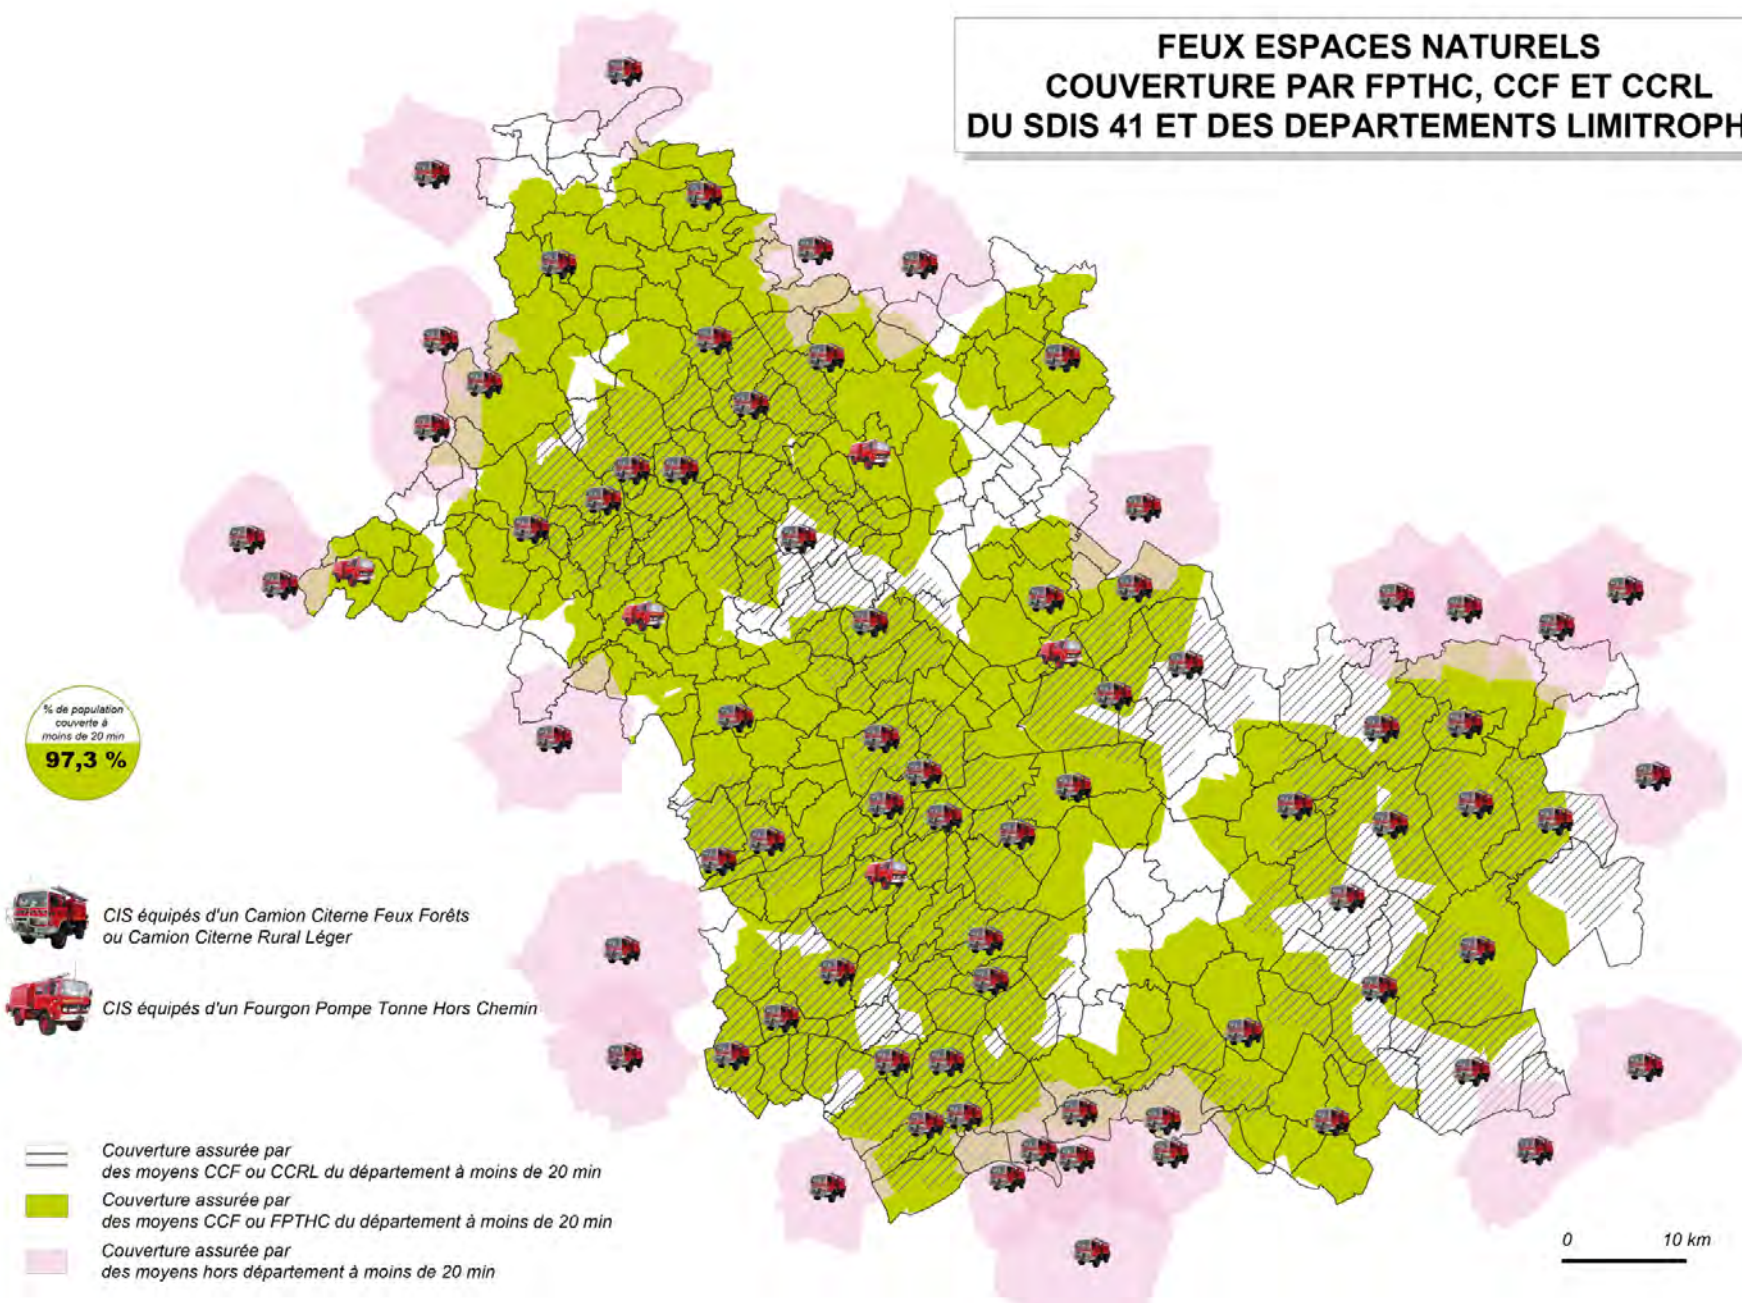 FEUX ESPACES NATURELS
COUVERTURE PAR FPTHC, CCF ET CCRL
DU SDIS 41 ET DES DEPARTEMENTS LIMITROPH
% de population
couverte à
moins de 20 min
97,3 %
CIS équipés d'un Camion Citerne Feux Forêts
ou Camion Citerne Rural Léger
CIS équipés d'un Fourgon Pompe Tonne Hors Chemin
Couverture assurée par
des moyens CCF ou CCRL du département à moins de 20 min
Couverture assurée par
des moyens CCF ou FPTHC du département à moins de 20 min
Couverture assurée par
des moyens hors département à moins de 20 min
0 10 km